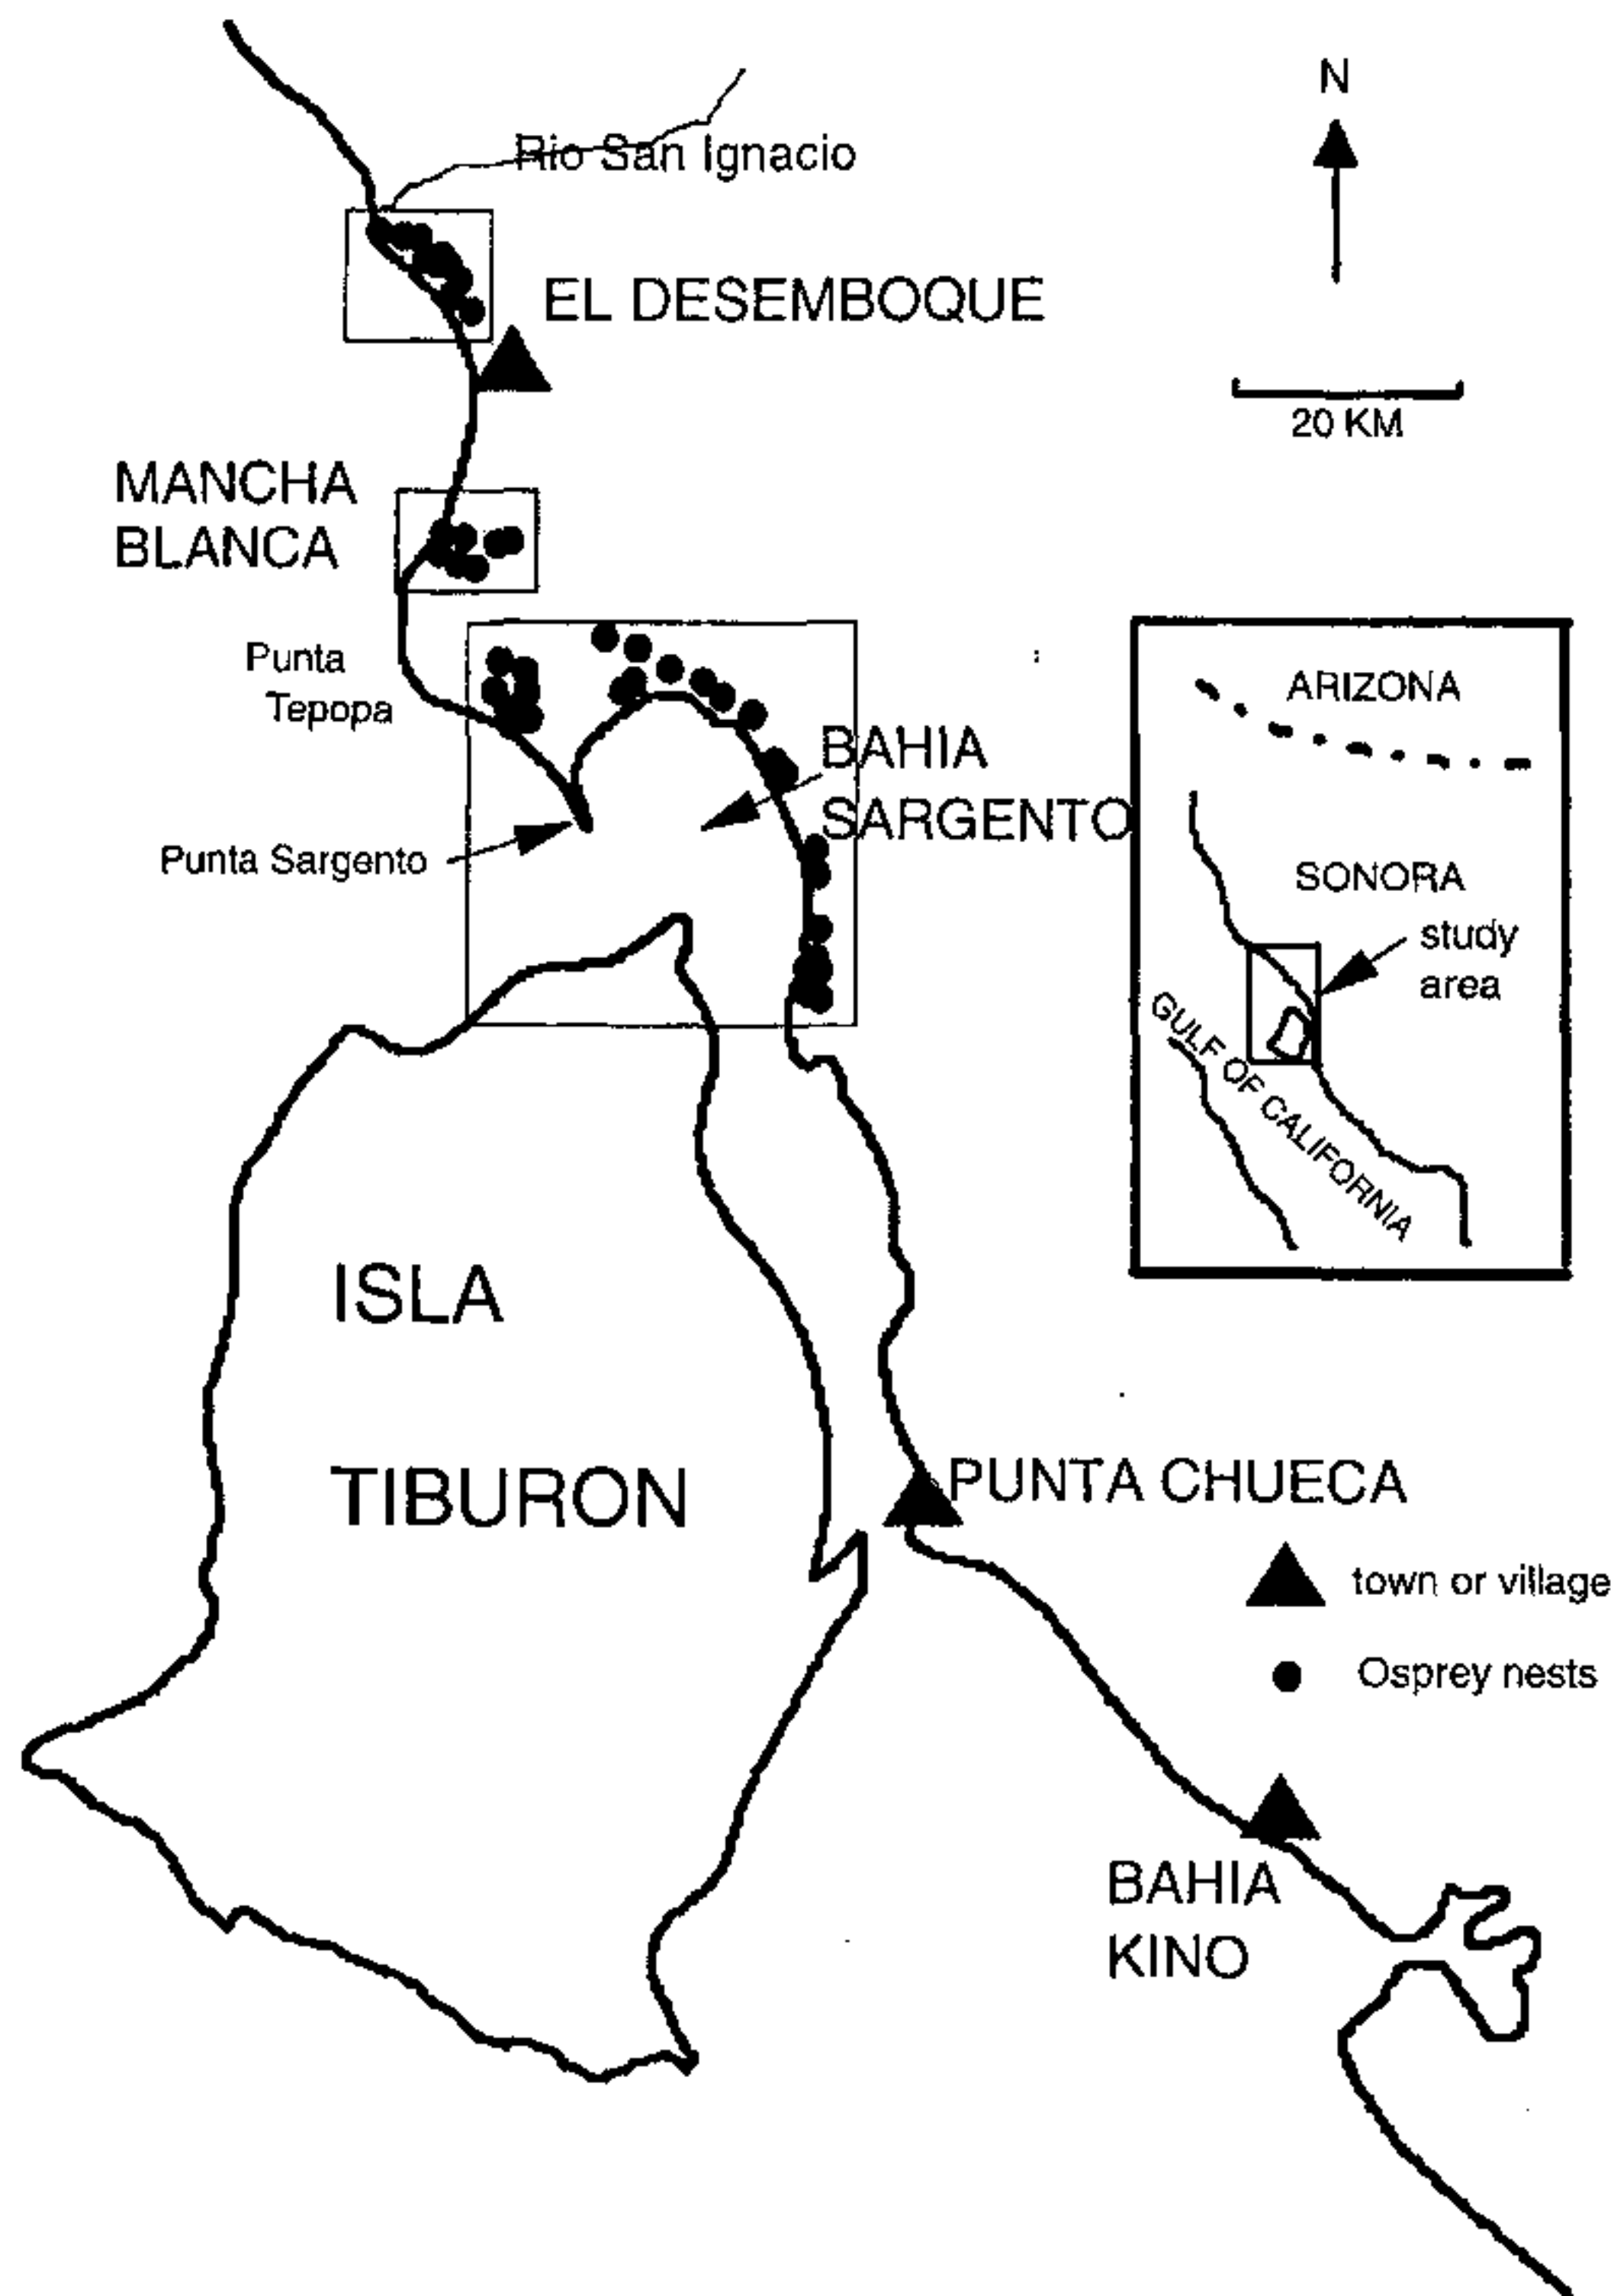 N
Rio San Ignacio
EL DESEMBOQUE
20 KM
MANCHA
BLANCA
Punta
Tepopa
BAHIA
SARGENTO
Punta Sargento
ARIZONA
SONORA
study
area
GULF OF CALIFORNIA
ISLA
TIBURON
PUNTA CHUECA
town or village
Osprey nests
BAHIA
KINO